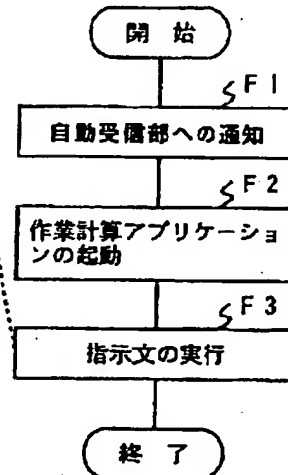 開始
F1
自動受信部への通知
F2
作業計算アプリケーショ
ンの起動
F3
指示文の実行
終了